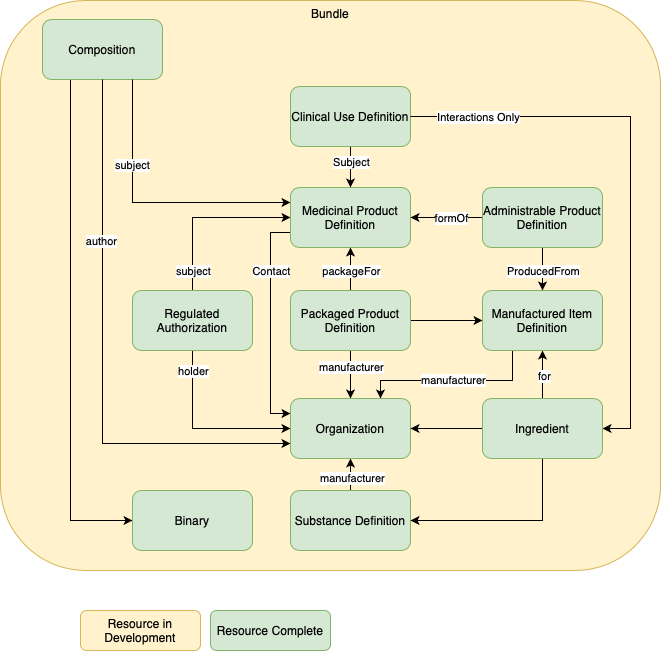 Bundle
Composition
Clinical Use Definition
Interactions Only
subject
Subject
Medicinal Product
Definition
formOf
Administrable Product
Definition
author
subject
Contact
packageFor
ProducedFrom
Regulated
Authorization
Packaged Product
Definition
Manufactured Item
Definition
holder
manufacturer
manufacturer
for
Organization
Ingredient
manufacturer
Binary
Substance Definition
Resource in
Development
Resource Complete